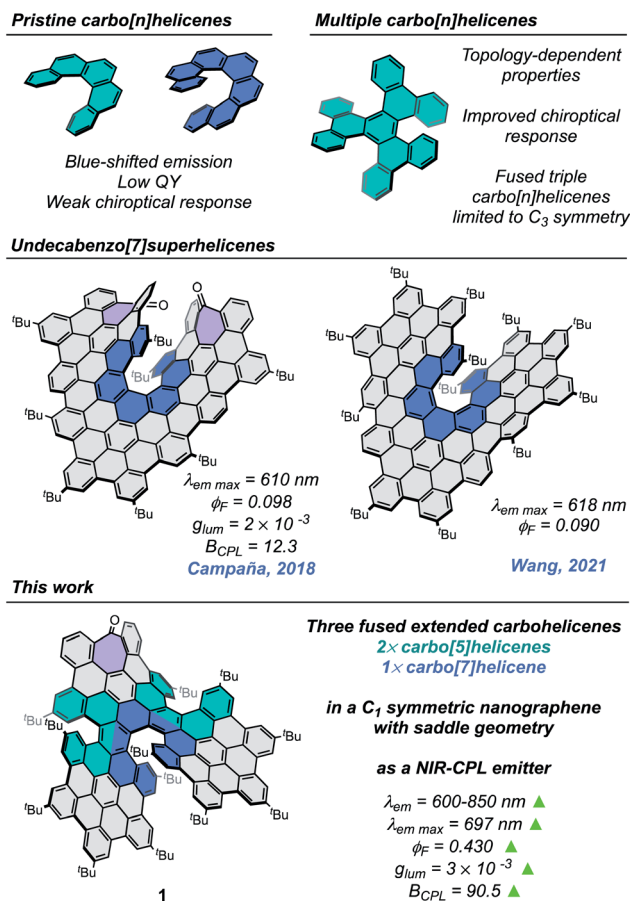 Pristine carbo[n]helicenes
Multiple carbo[n]helicenes
Blue-shifted emission
Low QY
Weak chiroptical response
Topology-dependent
properties
Improved chiroptical
response
Fused triple
carbo[n]helicenes
limited to C3 symmetry
Undecabenzo[7]superhelicenes
O
O
tBu
tBu
tBu
tBu
tBu
tBu
tBu
tBu
λem max = 610 nm
ϕF = 0.098
glum = 2 × 10 -3
BCPL = 12.3
Campaña, 2018
tBu
tBu
tBu
tBu
tBu
tBu
tBu
tBu
tBu
tBu
λem max = 618 nm
ϕF = 0.090
Wang, 2021
This work
O
tBu
tBu
tBu
tBu
tBu
tBu
tBu
tBu
tBu
tBu
1
Three fused extended carbohelicenes
2× carbo[5]helicenes
1× carbo[7]helicene
in a C1 symmetric nanographene
with saddle geometry
as a NIR-CPL emitter
λem = 600-850 nm
λem max = 697 nm
ϕF = 0.430
glum = 3 × 10 -3
BCPL = 90.5